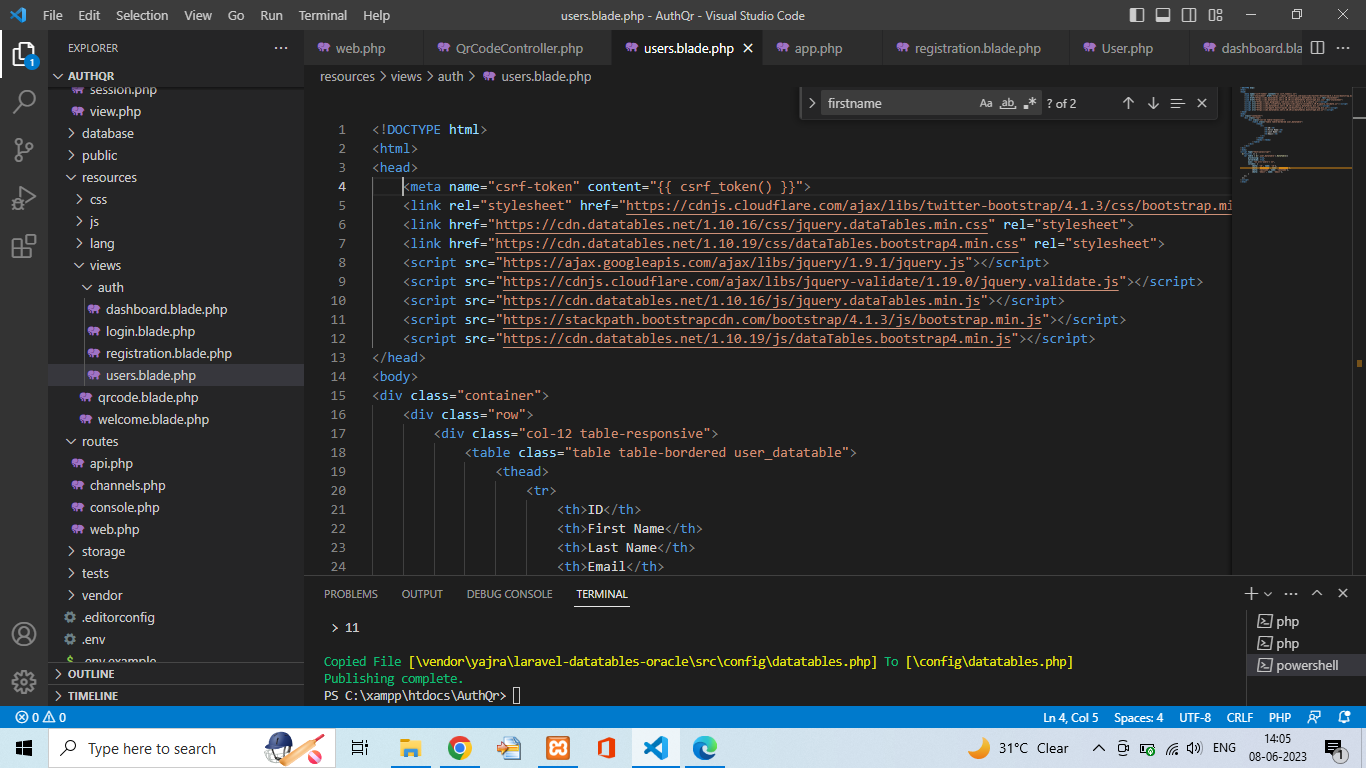 File Edit Selection View Go Run Terminal Help
users.blade.php - AuthQr - Visual Studio Code
EXPLORER
AUTHQR
session.php
view.php
database
public
resources
css
js
lang
views
auth
dashboard.blade.php
login.blade.php
registration.blade.php
users.blade.php
qrcode.blade.php
welcome.blade.php
routes
api.php
channels.php
console.php
web.php
storage
tests
vendor
.editorconfig
.env
.env.example
OUTLINE
TIMELINE
1
web.php QrCodeController.php users.blade.php app.php registration.blade.php User.php dashboard.bla
resources > views > auth > users.blade.php
firstname Aa ab .* ? of 2
1 <!DOCTYPE html>
2 <html>
3 <head>
4 <meta name="csrf-token" content="{{ csrf_token() }}">
5 <link rel="stylesheet" href="https://cdnjs.cloudflare.com/ajax/libs/twitter-bootstrap/4.1.3/css/bootstrap.mi
6 <link href="https://cdn.datatables.net/1.10.16/css/jquery.dataTables.min.css" rel="stylesheet">
7 <link href="https://cdn.datatables.net/1.10.19/css/dataTables.bootstrap4.min.css" rel="stylesheet">
8 <script src="https://ajax.googleapis.com/ajax/libs/jquery/1.9.1/jquery.js"></script>
9 <script src="https://cdnjs.cloudflare.com/ajax/libs/jquery-validate/1.19.0/jquery.validate.js"></script>
10 <script src="https://cdn.datatables.net/1.10.16/js/jquery.dataTables.min.js"></script>
11 <script src="https://stackpath.bootstrapcdn.com/bootstrap/4.1.3/js/bootstrap.min.js"></script>
12 <script src="https://cdn.datatables.net/1.10.19/js/dataTables.bootstrap4.min.js"></script>
13 </head>
14 <body>
15 <div class="container">
16 <div class="row">
17 <div class="col-12 table-responsive">
18 <table class="table table-bordered user_datatable">
19 <thead>
20 <tr>
21 <th>ID</th>
22 <th>First Name</th>
23 <th>Last Name</th>
24 <th>Email</th>
PROBLEMS OUTPUT DEBUG CONSOLE TERMINAL
> 11
Copied File [\vendor\yajra\laravel-datatables-oracle\src\config\datatables.php] To [\config\datatables.php]
Publishing complete.
PS C:\xampp\htdocs\AuthQr>
php
php
powershell
0 0
Ln 4, Col 5 Spaces: 4 UTF-8 CRLF PHP
Type here to search
31°C Clear
ENG
14:05
08-06-2023
1